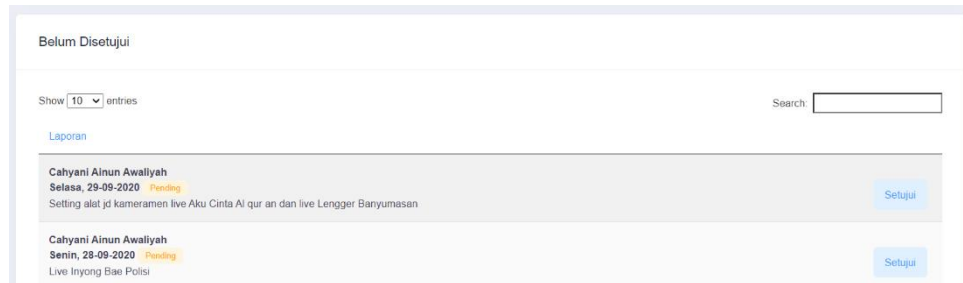 Belum Disetujui
Show 10 entries
Search:
Laporan
Cahyani Ainun Awaliyah
Selasa, 29-09-2020 Pending
Setting alat jd kameramen live Aku Cinta Al qur an dan live Lengger Banyumasan
Setujui
Cahyani Ainun Awaliyah
Senin, 28-09-2020 Pending
Live Inyong Bae Polisi
Setujui